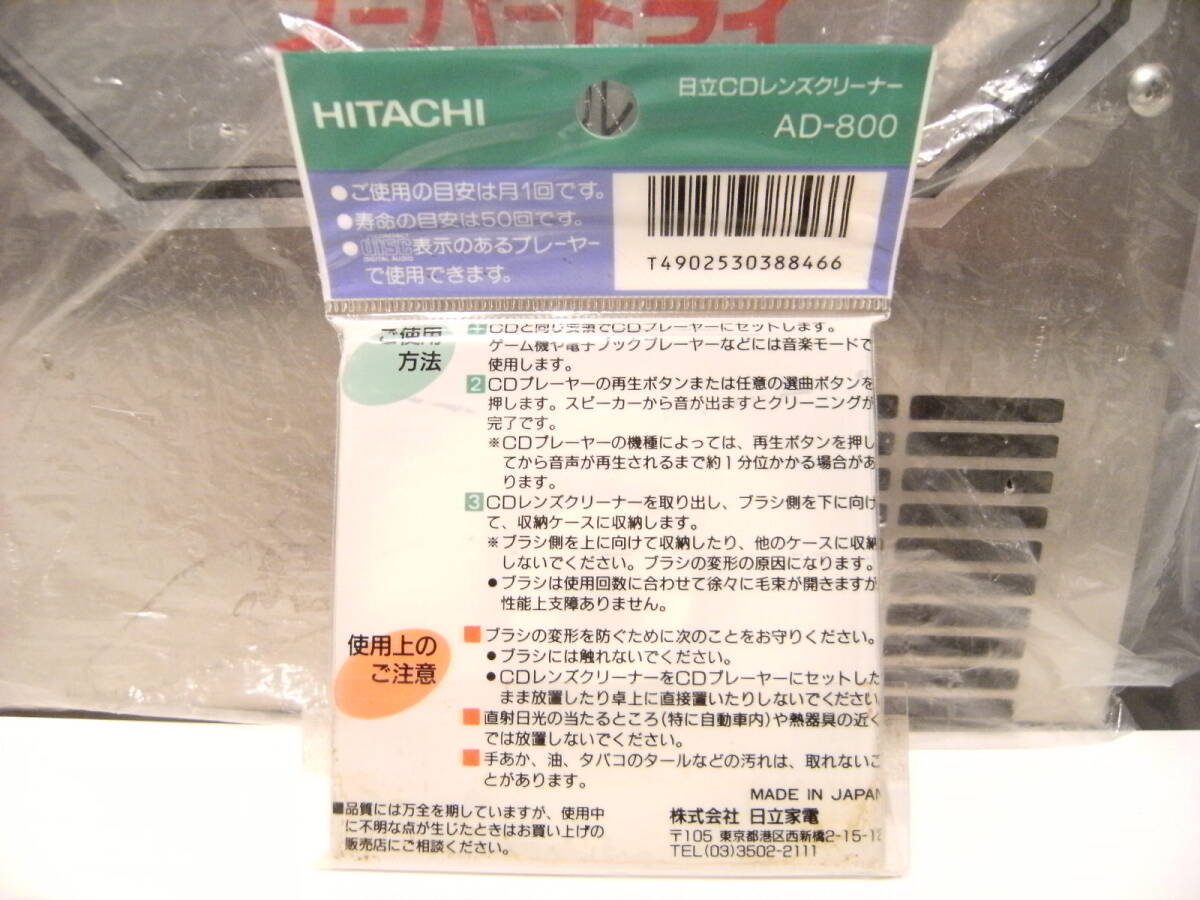 スーパードライ
HITACHI
ル
日立CDレンズクリーナー
AD-800
●ご使用の目安は月1回です。
●寿命の目安は50回です。
●disc表示のあるプレーヤー
DIGITAL AUDIO
で使用できます。
T4902530388466
ご使用
方法
1 CDと同じ要領でCDプレーヤーにセットします。
ゲーム機や電子ブックプレーヤーなどには音楽モードで
使用します。
2 CDプレーヤーの再生ボタンまたは任意の選曲ボタンを
押します。スピーカーから音が出ますとクリーニングが
完了です。
※CDプレーヤーの機種によっては、再生ボタンを押し
てから音声が再生されるまで約1分位かかる場合があ
ります。
3 CDレンズクリーナーを取り出し、ブラシ側を下に向け
て、収納ケースに収納します。
※ブラシ側を上に向けて収納したり、他のケースに収納
しないでください。ブラシの変形の原因になります。
●ブラシは使用回数に合わせて徐々に毛束が開きますが
性能上支障ありません。
使用上の
ご注意
■ブラシの変形を防ぐために次のことをお守りください。
●ブラシには触れないでください。
●CDレンズクリーナーをCDプレーヤーにセットした
まま放置したり卓上に直接置いたりしないでください
■直射日光の当たるところ(特に自動車内)や熱器具の近く
では放置しないでください。
■手あか、油、タバコのタールなどの汚れは、取れないこ
とがあります。
MADE IN JAPAN
■品質には万全を期していますが、使用中
に不明な点が生じたときはお買い上げの
販売店にご相談ください。
株式会社 日立家電
〒105 東京都港区西新橋2-15-1
TEL(03)3502-2111